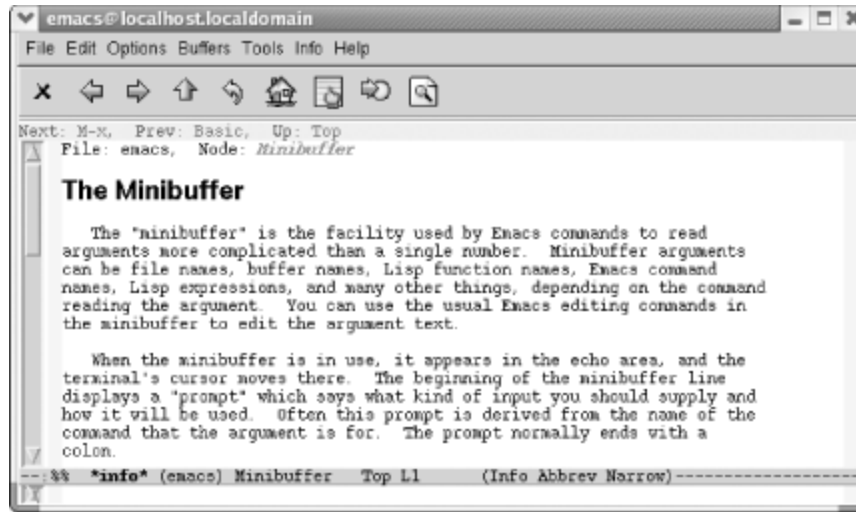 emacs@localhost.localdomain
File Edit Options Buffers Tools Info Help
Next: M-x, Prev: Basic, Up: Top
File: emacs, Node: Minibuffer
The Minibuffer
The "minibuffer" is the facility used by Emacs commands to read
arguments more complicated than a single number. Minibuffer arguments
can be file names, buffer names, Lisp function names, Emacs command
names, Lisp expressions, and many other things, depending on the command
reading the argument. You can use the usual Emacs editing commands in
the minibuffer to edit the argument text.
When the minibuffer is in use, it appears in the echo area, and the
terminal's cursor moves there. The beginning of the minibuffer line
displays a "prompt" which says what kind of input you should supply and
how it will be used. Often this prompt is derived from the name of the
command that the argument is for. The prompt normally ends with a
colon.
--:%% *info* (emacs) Minibuffer Top L1 (Info Abbrev Narrow)--------------------